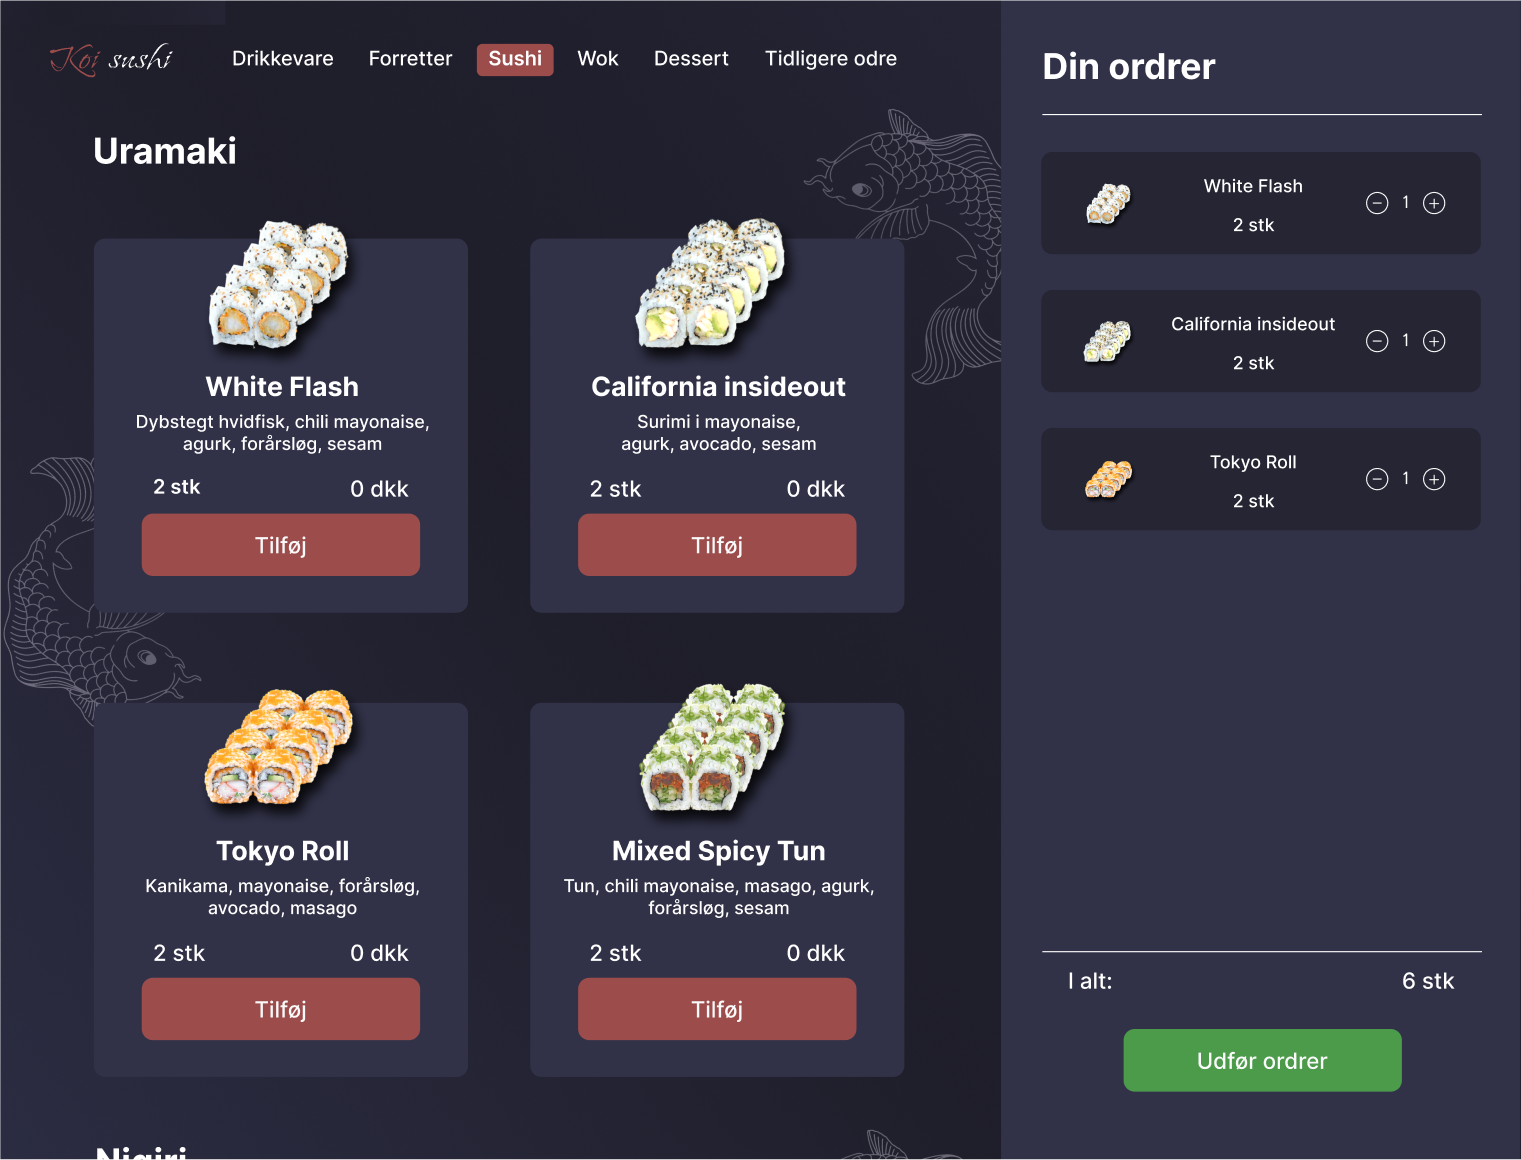 Koi sushi
Drikkevare Forretter Sushi Wok Dessert Tidligere odre
Uramaki
White Flash
Dybstegt hvidfisk, chili mayonaise,
agurk, forårsløg, sesam
2 stk 0 dkk
Tilføj
California insideout
Surimi i mayonaise,
agurk, avocado, sesam
2 stk 0 dkk
Tilføj
Tokyo Roll
Kanikama, mayonaise, forårsløg,
avocado, masago
2 stk 0 dkk
Tilføj
Mixed Spicy Tun
Tun, chili mayonaise, masago, agurk,
forårsløg, sesam
2 stk 0 dkk
Tilføj
Nigiri
Din ordrer
White Flash
2 stk
1
California insideout
2 stk
1
Tokyo Roll
2 stk
1
I alt: 6 stk
Udfør ordrer